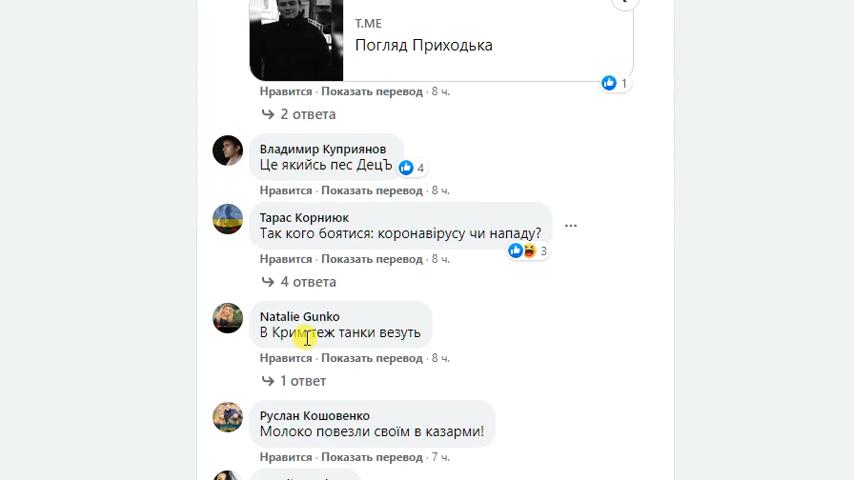 T.ME
Погляд Приходька
1
Нравится · Показать перевод · 8 ч.
2 ответа
Владимир Куприянов
Це якийсь пес ДецЪ
4
Нравится · Показать перевод · 8 ч.
Тарас Корниюк
Так кого боятися: коронавірусу чи нападу?
3
Нравится · Показать перевод · 8 ч.
4 ответа
Natalie Gunko
В Крим теж танки везуть
Нравится · Показать перевод · 8 ч.
1 ответ
Руслан Кошовенко
Молоко повезли своїм в казарми!
Нравится · Показать перевод · 7 ч.